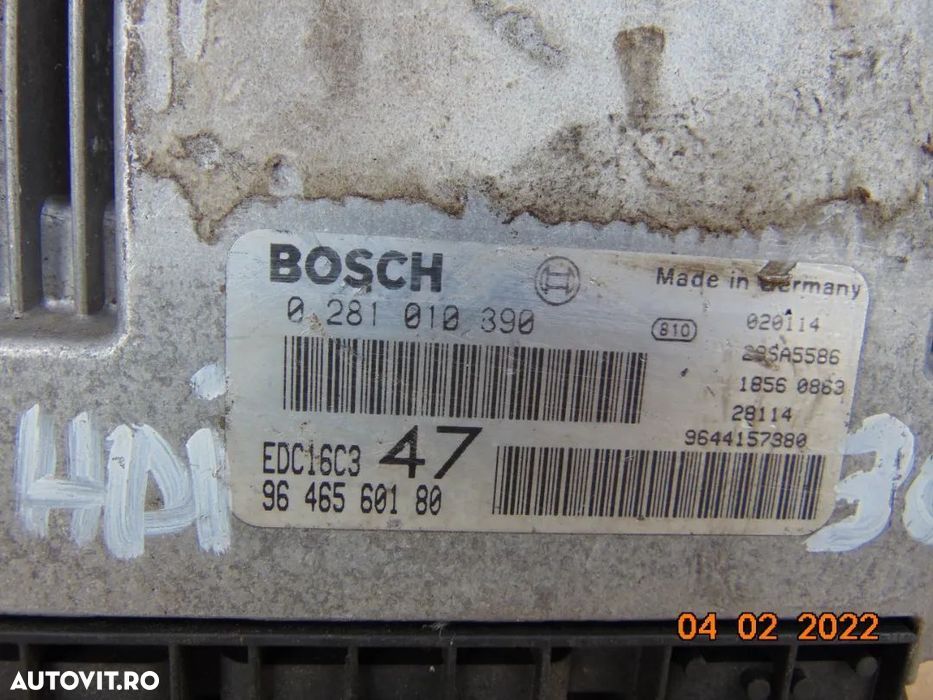 BOSCH
Made in Germany
0 281 010 390
810
020114
28SA5586
1856 0863
28114
9644157380
EDC16C3 47
96 465 601 80
HDi
04 02 2022
AUTOVIT.RO